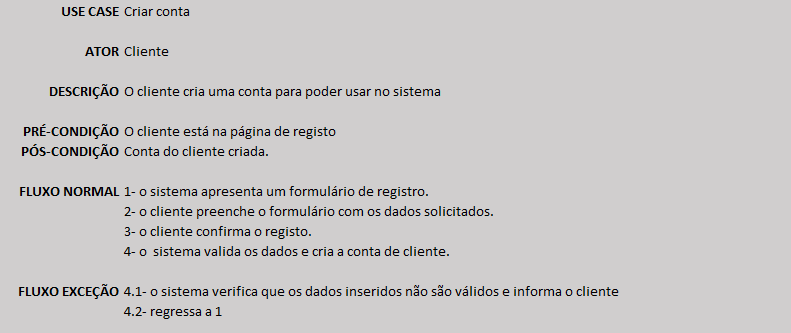 USE CASE Criar conta
ATOR Cliente
DESCRIÇÃO O cliente cria uma conta para poder usar no sistema
PRÉ-CONDIÇÃO O cliente está na página de registo
PÓS-CONDIÇÃO Conta do cliente criada.
FLUXO NORMAL 1- o sistema apresenta um formulário de registro.
2- o cliente preenche o formulário com os dados solicitados.
3- o cliente confirma o registo.
4- o  sistema valida os dados e cria a conta de cliente.
FLUXO EXCEÇÃO 4.1- o sistema verifica que os dados inseridos não são válidos e informa o cliente
4.2- regressa a 1